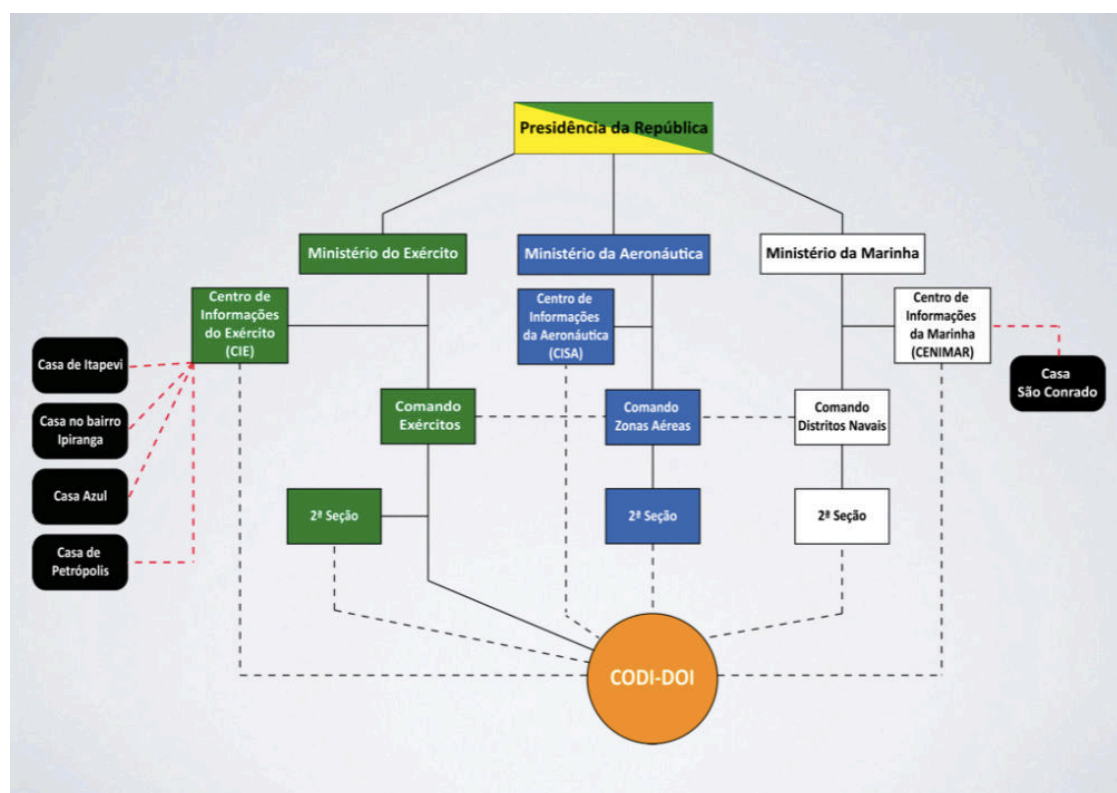 Presidência da República
Ministério do Exército
Ministério da Aeronáutica
Ministério da Marinha
Centro de
Informações
do Exército
(CIE)
Centro de
Informações
da Aeronáutica
(CISA)
Centro de
Informações
da Marinha
(CENIMAR)
Casa de Itapevi
Casa no bairro
Ipiranga
Casa Azul
Casa de
Petrópolis
Casa
São Conrado
Comando
Exércitos
Comando
Zonas Aéreas
Comando
Distritos Navais
2ª Seção
2ª Seção
2ª Seção
CODI-DOI